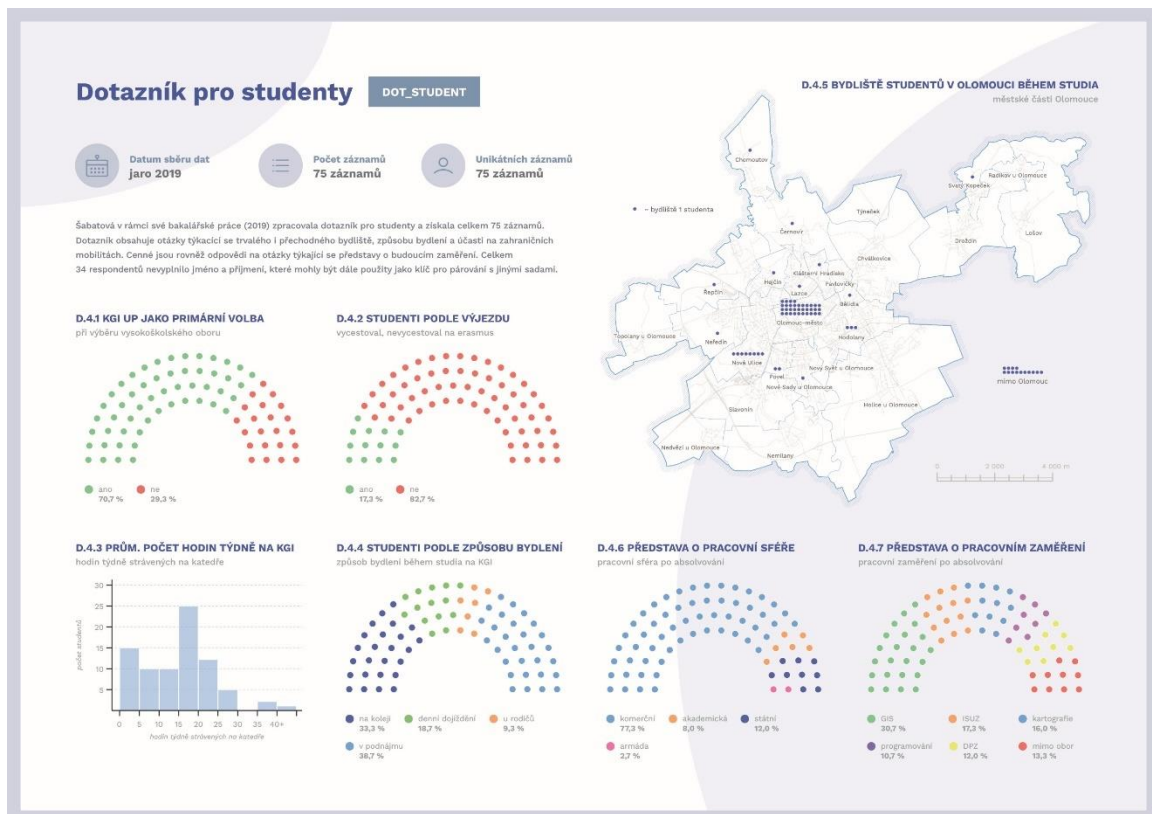 Dotazník pro studenty
DOT_STUDENT
Datum sběru dat
jaro 2019
Počet záznamů
75 záznamů
Unikátních záznamů
75 záznamů
Šabatová v rámci své bakalářské práce (2019) zpracovala dotazník pro studenty a získala celkem 75 záznamů.
Dotazník obsahuje otázky týkající se trvalého i přechodného bydliště, způsobu bydlení a účasti na zahraničních
mobilitách. Cenné jsou rovněž odpovědi na otázky týkající se představy o budoucím zaměření. Celkem
34 respondentů nevyplnilo jméno a příjmení, které mohly být dále použity jako klíč pro párování s jinými sadami.
D.4.5 BYDLIŠTĚ STUDENTŮ V OLOMOUCI BĚHEM STUDIA
městské části Olomouce
– bydliště 1 studenta
Chomoutov
Svatý Kopeček
Radíkov u Olomouce
Týneček
Lošov
Černovír
Droždín
Chválkovice
Klášterní Hradisko
Hejčín
Řepčín
Lazce
Pavlovičky
Bělidla
Olomouc-město
Topolany u Olomouce
Neředín
Hodolany
Nová Ulice
Nový Svět u Olomouce
Povel
Nové Sady u Olomouce
mimo Olomouc
Slavonín
Holice u Olomouce
Nedvězí u Olomouce
Nemilany
0 2 000 4 000 m
D.4.1 KGI UP JAKO PRIMÁRNÍ VOLBA
při výběru vysokoškolského oboru
ano
70,7 %
ne
29,3 %
D.4.2 STUDENTI PODLE VÝJEZDU
vycestoval, nevycestoval na erasmus
ano
17,3 %
ne
82,7 %
D.4.3 PRŮM. POČET HODIN TÝDNĚ NA KGI
hodin týdně strávených na katedře
počet studentů
30
25
20
15
10
5
0 5 10 15 20 25 30 35 40+
hodin týdně strávených na katedře
D.4.4 STUDENTI PODLE ZPŮSOBU BYDLENÍ
způsob bydlení během studia na KGI
na koleji
33,3 %
denní dojíždění
18,7 %
u rodičů
9,3 %
v podnájmu
38,7 %
D.4.6 PŘEDSTAVA O PRACOVNÍ SFÉŘE
pracovní sféra po absolvování
komerční
77,3 %
akademická
8,0 %
státní
12,0 %
armáda
2,7 %
D.4.7 PŘEDSTAVA O PRACOVNÍM ZAMĚŘENÍ
pracovní zaměření po absolvování
GIS
30,7 %
ISUZ
17,3 %
kartografie
16,0 %
programování
10,7 %
DPZ
12,0 %
mimo obor
13,3 %